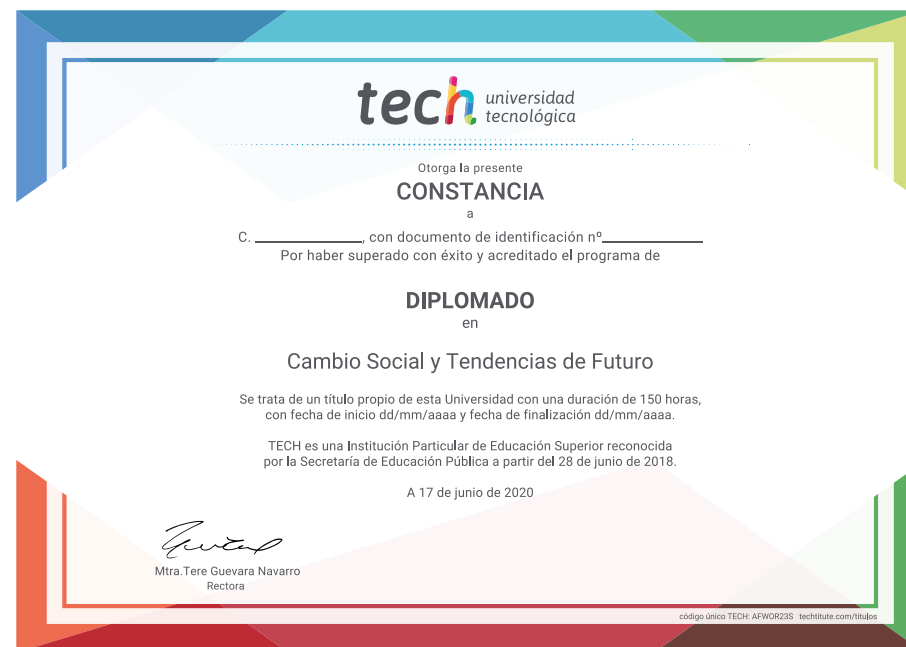 tech universidad
tecnológica
Otorga la presente
CONSTANCIA
a
C. ____________, con documento de identificación nº____________
Por haber superado con éxito y acreditado el programa de
DIPLOMADO
en
Cambio Social y Tendencias de Futuro
Se trata de un título propio de esta Universidad con una duración de 150 horas,
con fecha de inicio dd/mm/aaaa y fecha de finalización dd/mm/aaaa.
TECH es una Institución Particular de Educación Superior reconocida
por la Secretaría de Educación Pública a partir del 28 de junio de 2018.
A 17 de junio de 2020
Mtra.Tere Guevara Navarro
Rectora
código único TECH: AFWOR23S techtitute.com/titulos